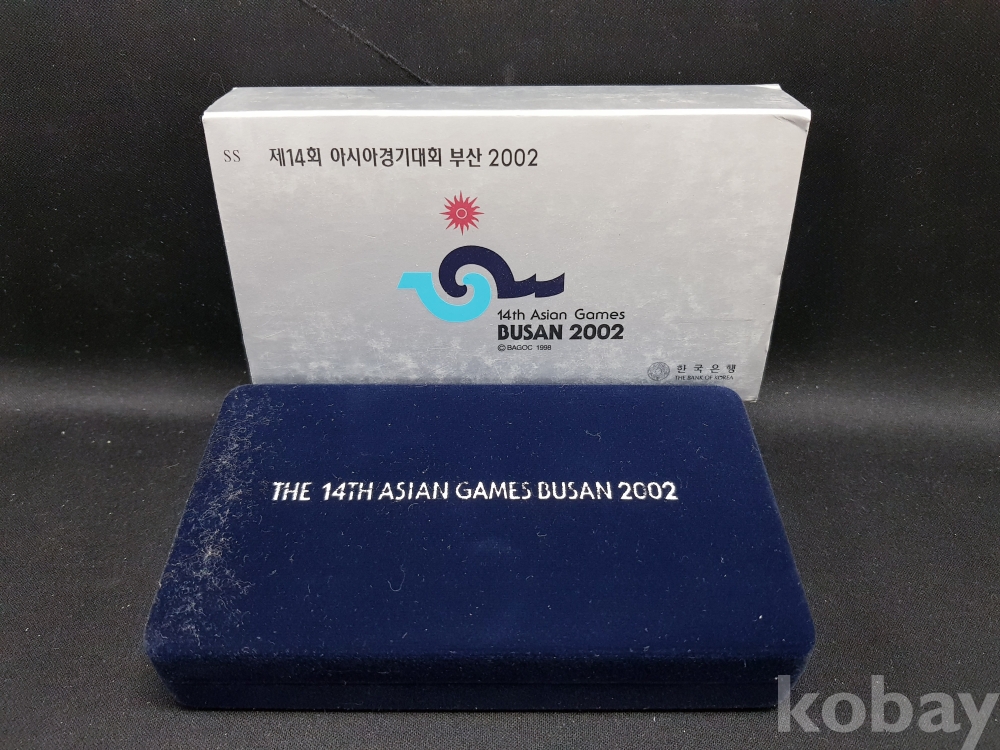 SS 제14회 아시아경기대회 부산 2002
14th Asian Games
BUSAN 2002
© BAGOC 1998
한국은행
THE BANK OF KOREA
THE 14TH ASIAN GAMES BUSAN 2002
kobay